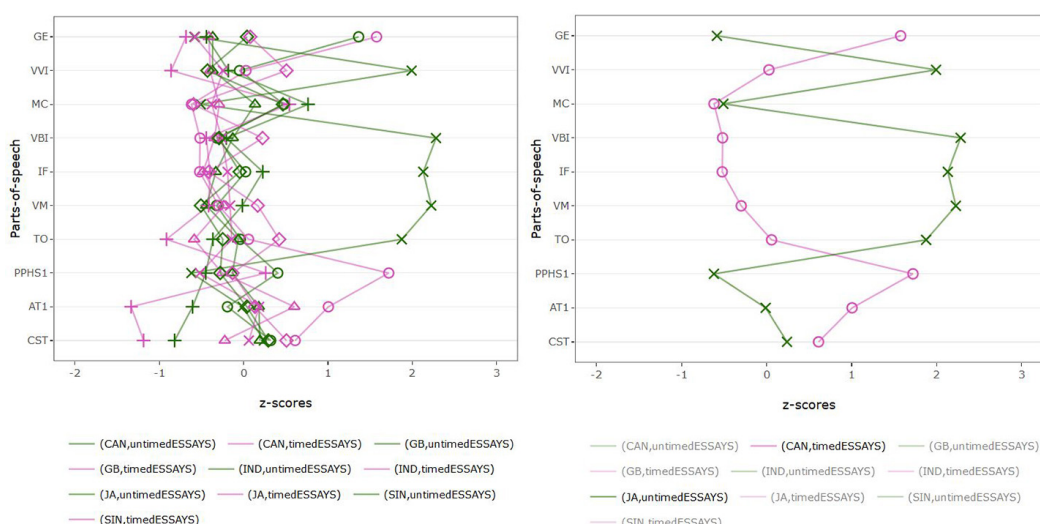 GE
VVI
MC
VBI
IF
VM
TO
PPHS1
AT1
CST
Parts-of-speech
-2 -1 0 1 2 3
z-scores
(CAN,untimedESSAYS) (CAN,timedESSAYS) (GB,untimedESSAYS)
(GB,timedESSAYS) (IND,untimedESSAYS) (IND,timedESSAYS)
(JA,untimedESSAYS) (JA,timedESSAYS) (SIN,untimedESSAYS)
(SIN,timedESSAYS)
GE
VVI
MC
VBI
IF
VM
TO
PPHS1
AT1
CST
Parts-of-speech
-2 -1 0 1 2 3
z-scores
(CAN,untimedESSAYS) (CAN,timedESSAYS) (GB,untimedESSAYS)
(GB,timedESSAYS) (IND,untimedESSAYS) (IND,timedESSAYS)
(JA,untimedESSAYS) (JA,timedESSAYS) (SIN,untimedESSAYS)
(SIN,timedESSAYS)